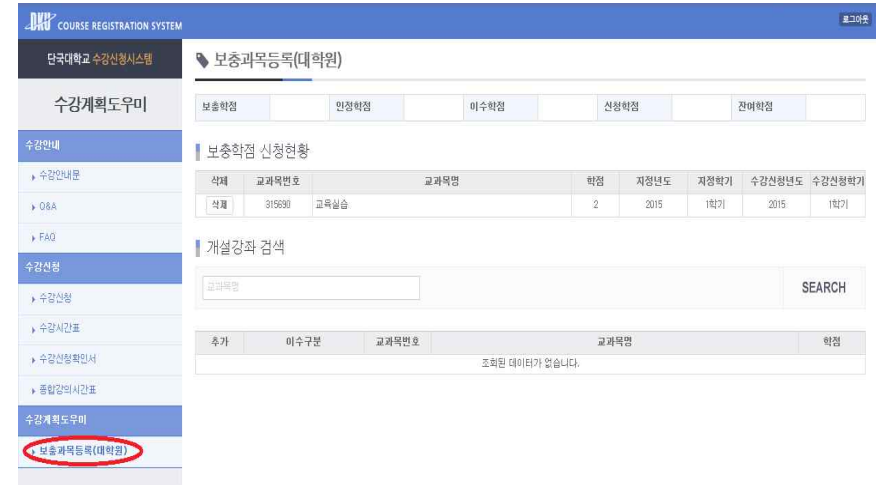 DKU COURSE REGISTRATION SYSTEM
로그아웃
단국대학교 수강신청시스템
수강계획도우미
수강안내
수강안내문
Q&A
FAQ
수강신청
수강신청
수강시간표
수강신청확인서
종합강의시간표
수강계획도우미
보충과목등록(대학원)
보충과목등록(대학원)
보충학점 인정학점 이수학점 신청학점 잔여학점
보충학점 신청현황
삭제 교과목번호 교과목명 학점 지정년도 지정학기 수강신청년도 수강신청학기
삭제 315690 교육실습 2 2015 1학기 2015 1학기
개설강좌 검색
교과목명 SEARCH
추가 이수구분 교과목번호 교과목명 학점
조회된 데이터가 없습니다.